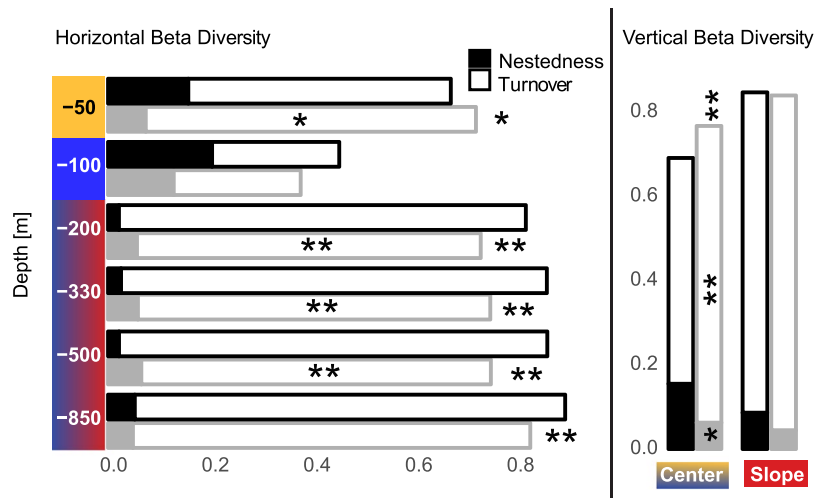 Horizontal Beta Diversity
Nestedness
Turnover
Depth [m]
−50
* *
−100
−200
** **
−330
** **
−500
** **
−850
**
0.0 0.2 0.4 0.6 0.8
Vertical Beta Diversity
0.8
**
0.6
0.4
**
0.2
*
0.0
Center Slope